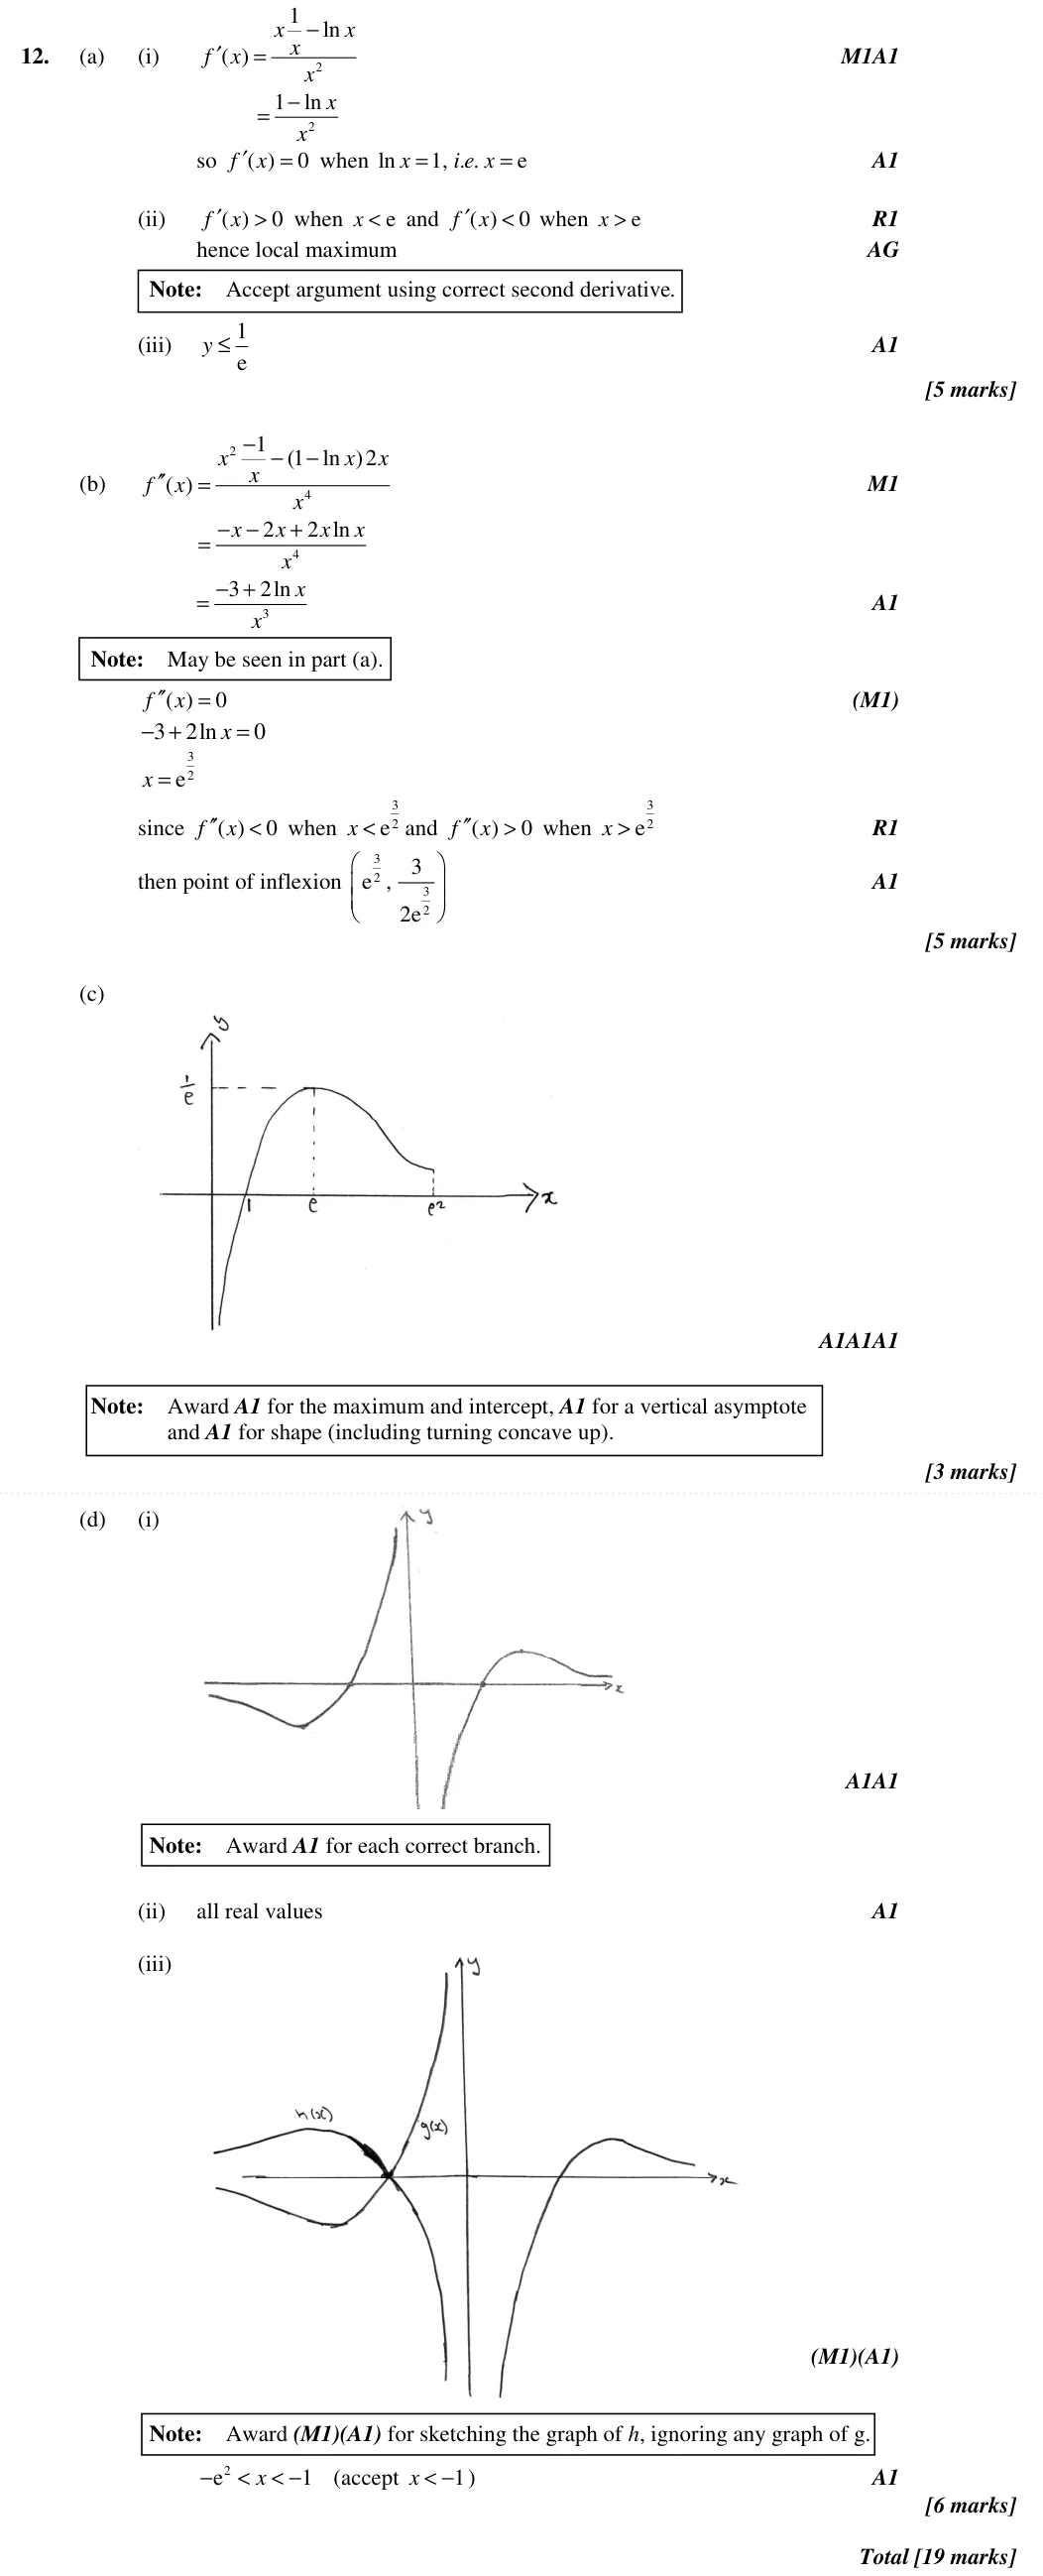 12. (a) (i) f′(x) = (x 1/x − ln x)/x² M1A1
= (1 − ln x)/x²
so f′(x) = 0 when ln x = 1, i.e. x = e A1
(ii) f′(x) > 0 when x < e and f′(x) < 0 when x > e R1
hence local maximum AG
Note: Accept argument using correct second derivative.
(iii) y ≤ 1/e A1
[5 marks]
(b) f″(x) = (x² −1/x − (1 − ln x)2x)/x⁴ M1
= (−x − 2x + 2x ln x)/x⁴
= (−3 + 2 ln x)/x³ A1
Note: May be seen in part (a).
f″(x) = 0 (M1)
−3 + 2 ln x = 0
x = e^(3/2)
since f″(x) < 0 when x < e^(3/2) and f″(x) > 0 when x > e^(3/2) R1
then point of inflexion (e^(3/2), 3/(2e^(3/2))) A1
[5 marks]
(c)
y
1/e
1 e e² x
A1A1A1
Note: Award A1 for the maximum and intercept, A1 for a vertical asymptote
and A1 for shape (including turning concave up).
[3 marks]
(d) (i) y
x
A1A1
Note: Award A1 for each correct branch.
(ii) all real values A1
(iii) y
h(x)
g(x)
x
(M1)(A1)
Note: Award (M1)(A1) for sketching the graph of h, ignoring any graph of g.
−e² < x < −1 (accept x < −1) A1
[6 marks]
Total [19 marks]